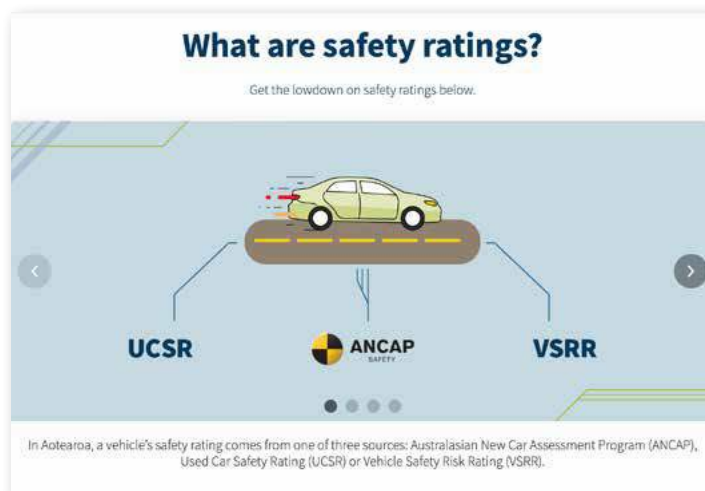 What are safety ratings?
Get the lowdown on safety ratings below.
UCSR
ANCAP
SAFETY
VSRR
In Aotearoa, a vehicle's safety rating comes from one of three sources: Australasian New Car Assessment Program (ANCAP),
Used Car Safety Rating (UCSR) or Vehicle Safety Risk Rating (VSRR).